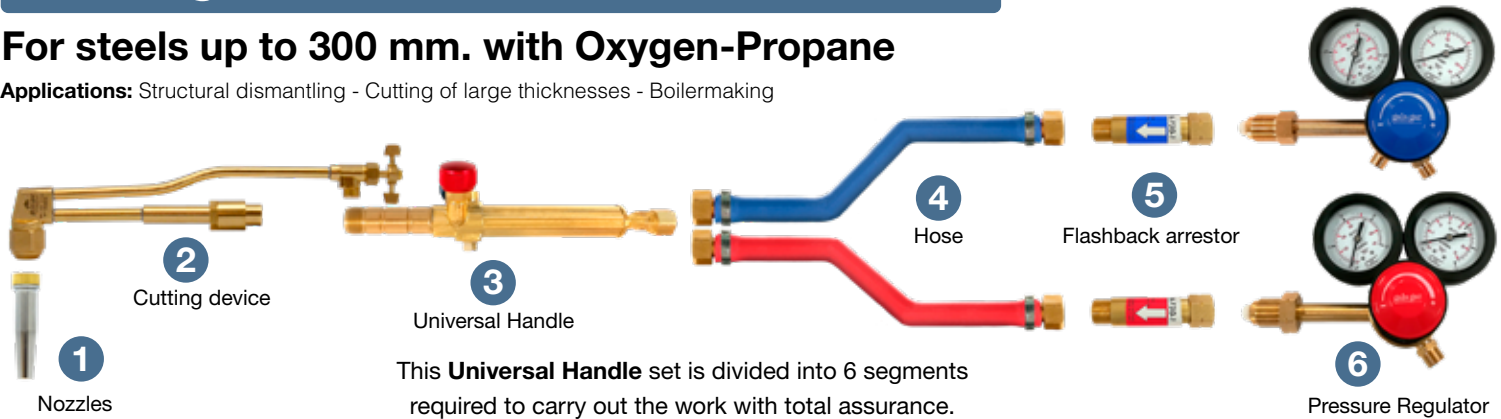 For steels up to 300 mm. with Oxygen-Propane
Applications: Structural dismantling - Cutting of large thicknesses - Boilermaking
4
Hose
5
Flashback arrestor
2
Cutting device
3
Universal Handle
1
Nozzles
6
Pressure Regulator
This Universal Handle set is divided into 6 segments
required to carry out the work with total assurance.